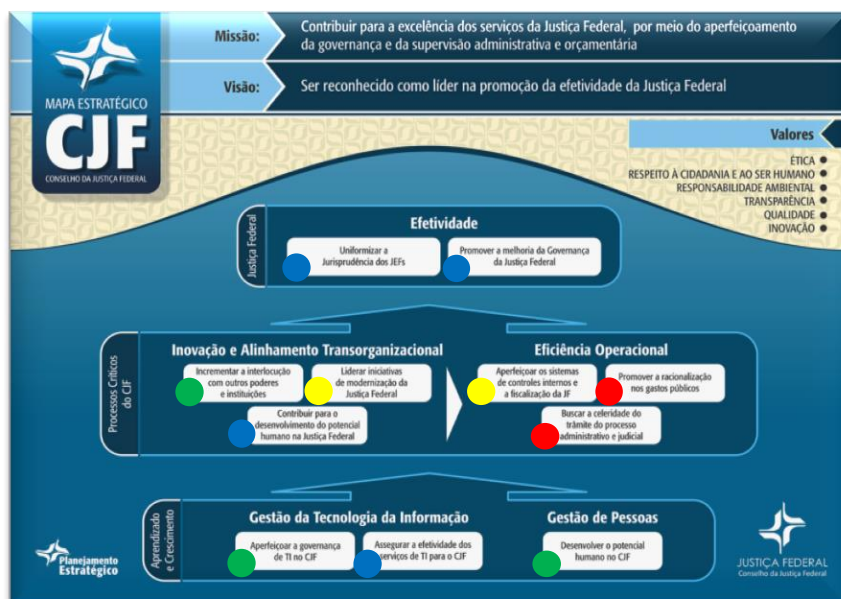 Missão:
Contribuir para a excelência dos serviços da Justiça Federal, por meio do aperfeiçoamento
da governança e da supervisão administrativa e orçamentária
Visão:
Ser reconhecido como líder na promoção da efetividade da Justiça Federal
MAPA ESTRATÉGICO
CJF
CONSELHO DA JUSTIÇA FEDERAL
Valores
ÉTICA
RESPEITO À CIDADANIA E AO SER HUMANO
RESPONSABILIDADE AMBIENTAL
TRANSPARÊNCIA
QUALIDADE
INOVAÇÃO
Justiça Federal
Efetividade
Uniformizar a
Jurisprudência dos JEFs
Promover a melhoria da Governança
da Justiça Federal
Processos Críticos
do CJF
Inovação e Alinhamento Transorganizacional
Incrementar a interlocução
com outros poderes
e instituições
Liderar iniciativas
de modernização da
Justiça Federal
Contribuir para o
desenvolvimento do potencial
humano na Justiça Federal
Eficiência Operacional
Aperfeiçoar os sistemas
de controles internos e
a fiscalização da JF
Promover a racionalização
nos gastos públicos
Buscar a celeridade do
trâmite do processo
administrativo e judicial
Aprendizado
e Crescimento
Gestão da Tecnologia da Informação
Aperfeiçoar a governança
de TI no CJF
Assegurar a efetividade dos
serviços de TI para o CJF
Gestão de Pessoas
Desenvolver o potencial
humano no CJF
Planejamento
Estratégico
JUSTIÇA FEDERAL
Conselho da Justiça Federal